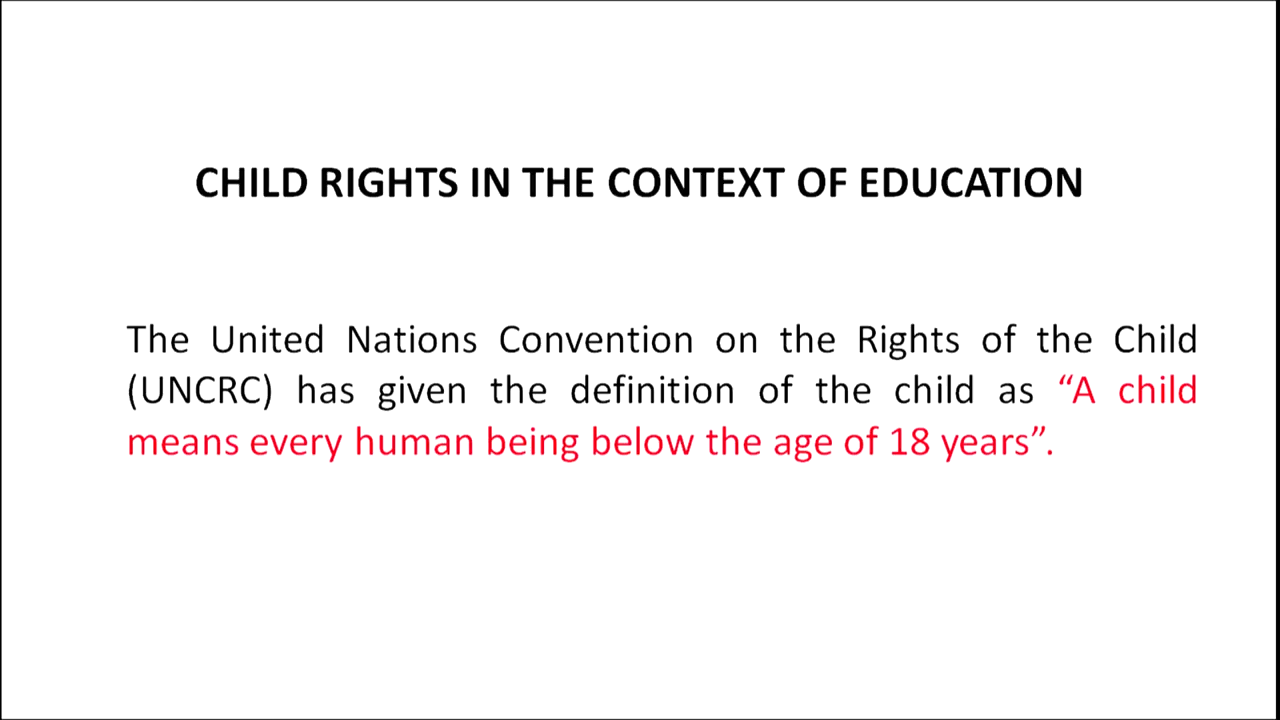 CHILD RIGHTS IN THE CONTEXT OF EDUCATION
The United Nations Convention on the Rights of the Child
(UNCRC) has given the definition of the child as “A child
means every human being below the age of 18 years”.